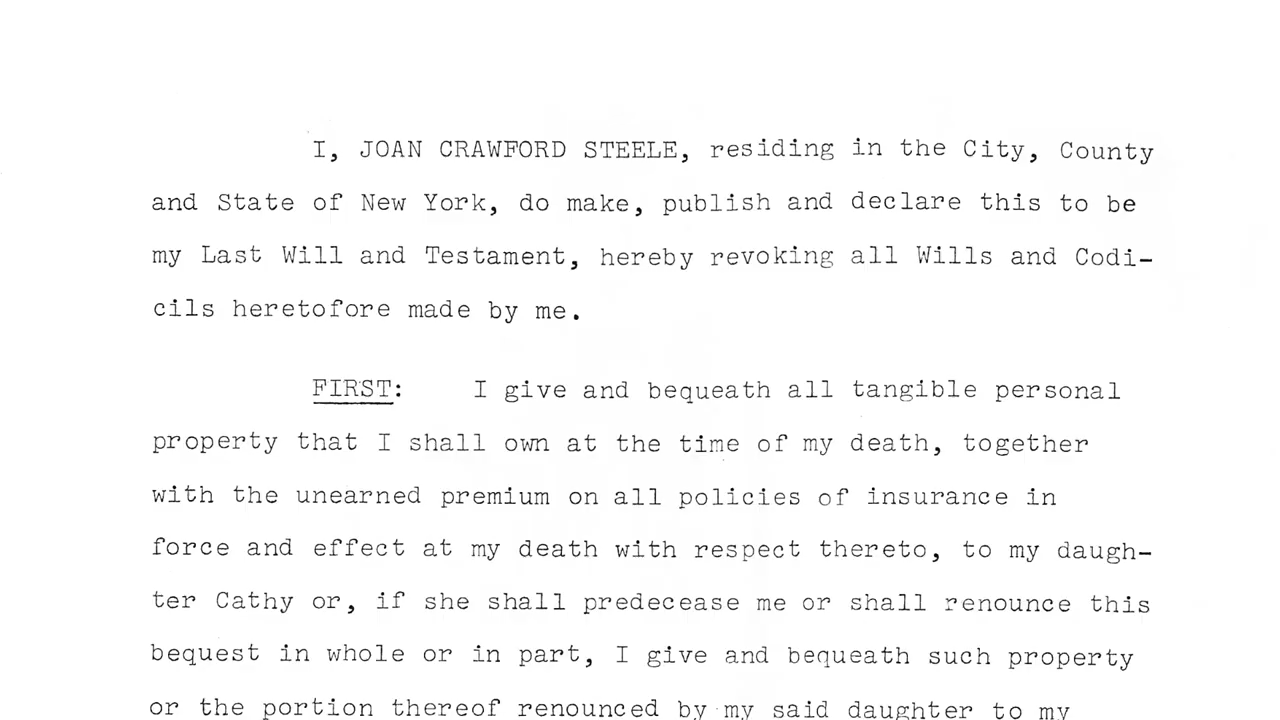 I, JOAN CRAWFORD STEELE, residing in the City, County
and State of New York, do make, publish and declare this to be
my Last Will and Testament, hereby revoking all Wills and Codi-
cils heretofore made by me.
FIRST: I give and bequeath all tangible personal
property that I shall own at the time of my death, together
with the unearned premium on all policies of insurance in
force and effect at my death with respect thereto, to my daugh-
ter Cathy or, if she shall predecease me or shall renounce this
bequest in whole or in part, I give and bequeath such property
or the portion thereof renounced by my said daughter to my